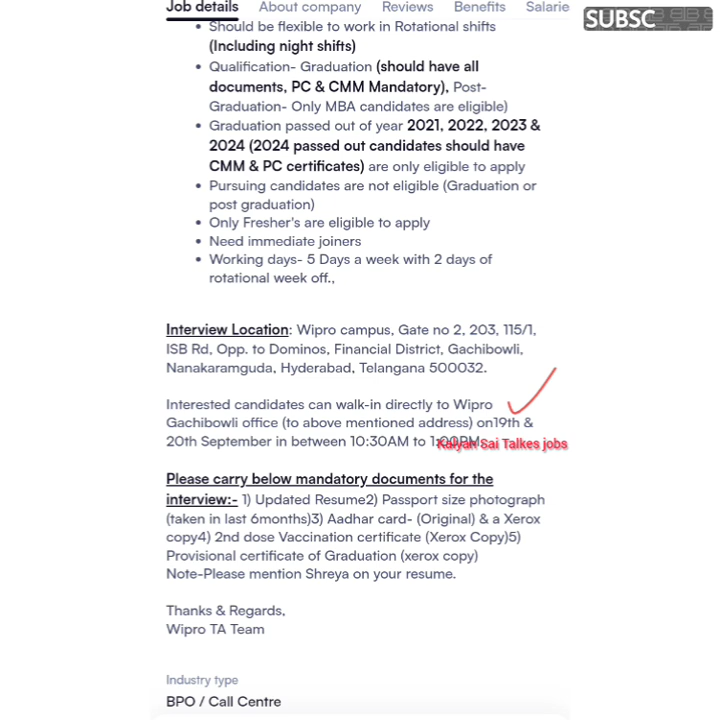 Job details About company Reviews Benefits Salarie
SUBSC
• Should be flexible to work in Rotational shifts
(Including night shifts)
• Qualification- Graduation (should have all
documents, PC & CMM Mandatory), Post-
Graduation- Only MBA candidates are eligible)
• Graduation passed out of year 2021, 2022, 2023 &
2024 (2024 passed out candidates should have
CMM & PC certificates) are only eligible to apply
• Pursuing candidates are not eligible (Graduation or
post graduation)
• Only Fresher's are eligible to apply
• Need immediate joiners
• Working days- 5 Days a week with 2 days of
rotational week off.,
Interview Location: Wipro campus, Gate no 2, 203, 115/1,
ISB Rd, Opp. to Dominos, Financial District, Gachibowli,
Nanakaramguda, Hyderabad, Telangana 500032.
Interested candidates can walk-in directly to Wipro
Gachibowli office (to above mentioned address) on19th &
20th September in between 10:30AM to 1:00PM.
Kalyan Sai Talkes jobs
Please carry below mandatory documents for the
interview:- 1) Updated Resume2) Passport size photograph
(taken in last 6months)3) Aadhar card- (Original) & a Xerox
copy4) 2nd dose Vaccination certificate (Xerox Copy)5)
Provisional certificate of Graduation (xerox copy)
Note-Please mention Shreya on your resume.
Thanks & Regards,
Wipro TA Team
Industry type
BPO / Call Centre